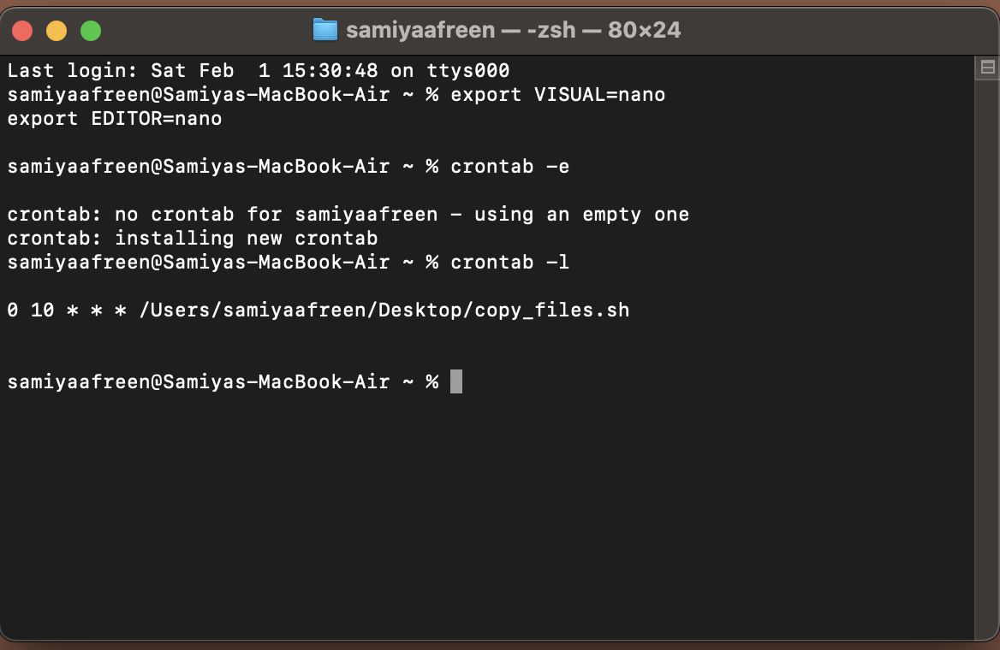 samiyaafreen — -zsh — 80×24
Last login: Sat Feb  1 15:30:48 on ttys000
samiyaafreen@Samiyas-MacBook-Air ~ % export VISUAL=nano
export EDITOR=nano
samiyaafreen@Samiyas-MacBook-Air ~ % crontab -e
crontab: no crontab for samiyaafreen - using an empty one
crontab: installing new crontab
samiyaafreen@Samiyas-MacBook-Air ~ % crontab -l
0 10 * * * /Users/samiyaafreen/Desktop/copy_files.sh
samiyaafreen@Samiyas-MacBook-Air ~ %